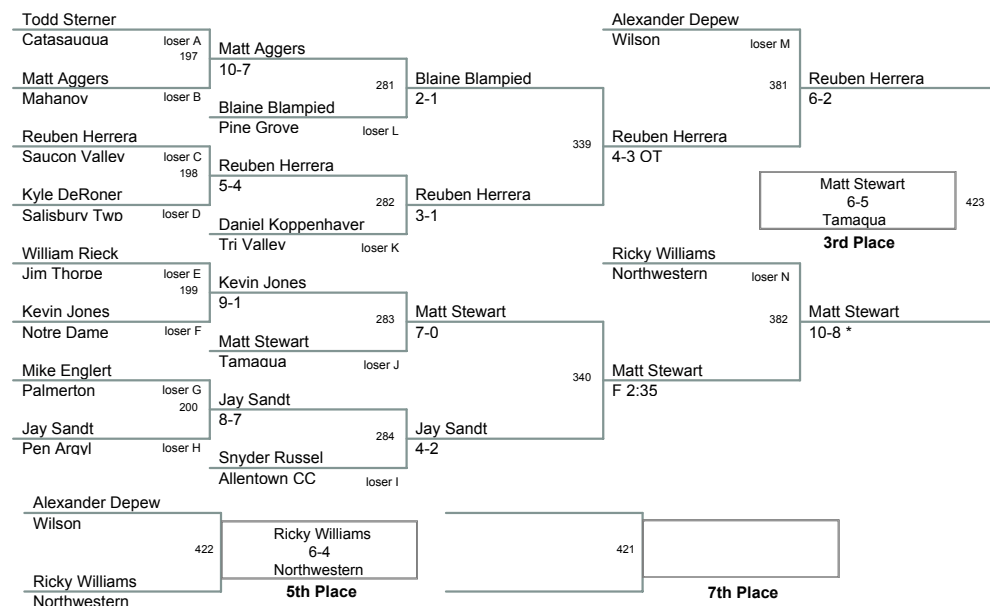 Todd Sterner
Catasauqua
loser A
197
Matt Aggers
10-7
Matt Aggers
Mahanoy
loser B
281
Blaine Blampied
2-1
Blaine Blampied
Pine Grove
loser L
Reuben Herrera
Saucon Valley
loser C
198
Reuben Herrera
5-4
Kyle DeRoner
Salisbury Twp
loser D
282
Reuben Herrera
3-1
Daniel Koppenhaver
Tri Valley
loser K
339
Reuben Herrera
4-3 OT
Alexander Depew
Wilson
loser M
381
Reuben Herrera
6-2
Matt Stewart
6-5
Tamaqua
423
3rd Place
William Rieck
Jim Thorpe
loser E
199
Kevin Jones
9-1
Kevin Jones
Notre Dame
loser F
283
Matt Stewart
7-0
Matt Stewart
Tamaqua
loser J
Mike Englert
Palmerton
loser G
200
Jay Sandt
8-7
Jay Sandt
Pen Argyl
loser H
284
Jay Sandt
4-2
Snyder Russel
Allentown CC
loser I
340
Matt Stewart
F 2:35
Ricky Williams
Northwestern
loser N
382
Matt Stewart
10-8 *
Alexander Depew
Wilson
422
Ricky Williams
6-4
Northwestern
5th Place
Ricky Williams
Northwestern
421
7th Place